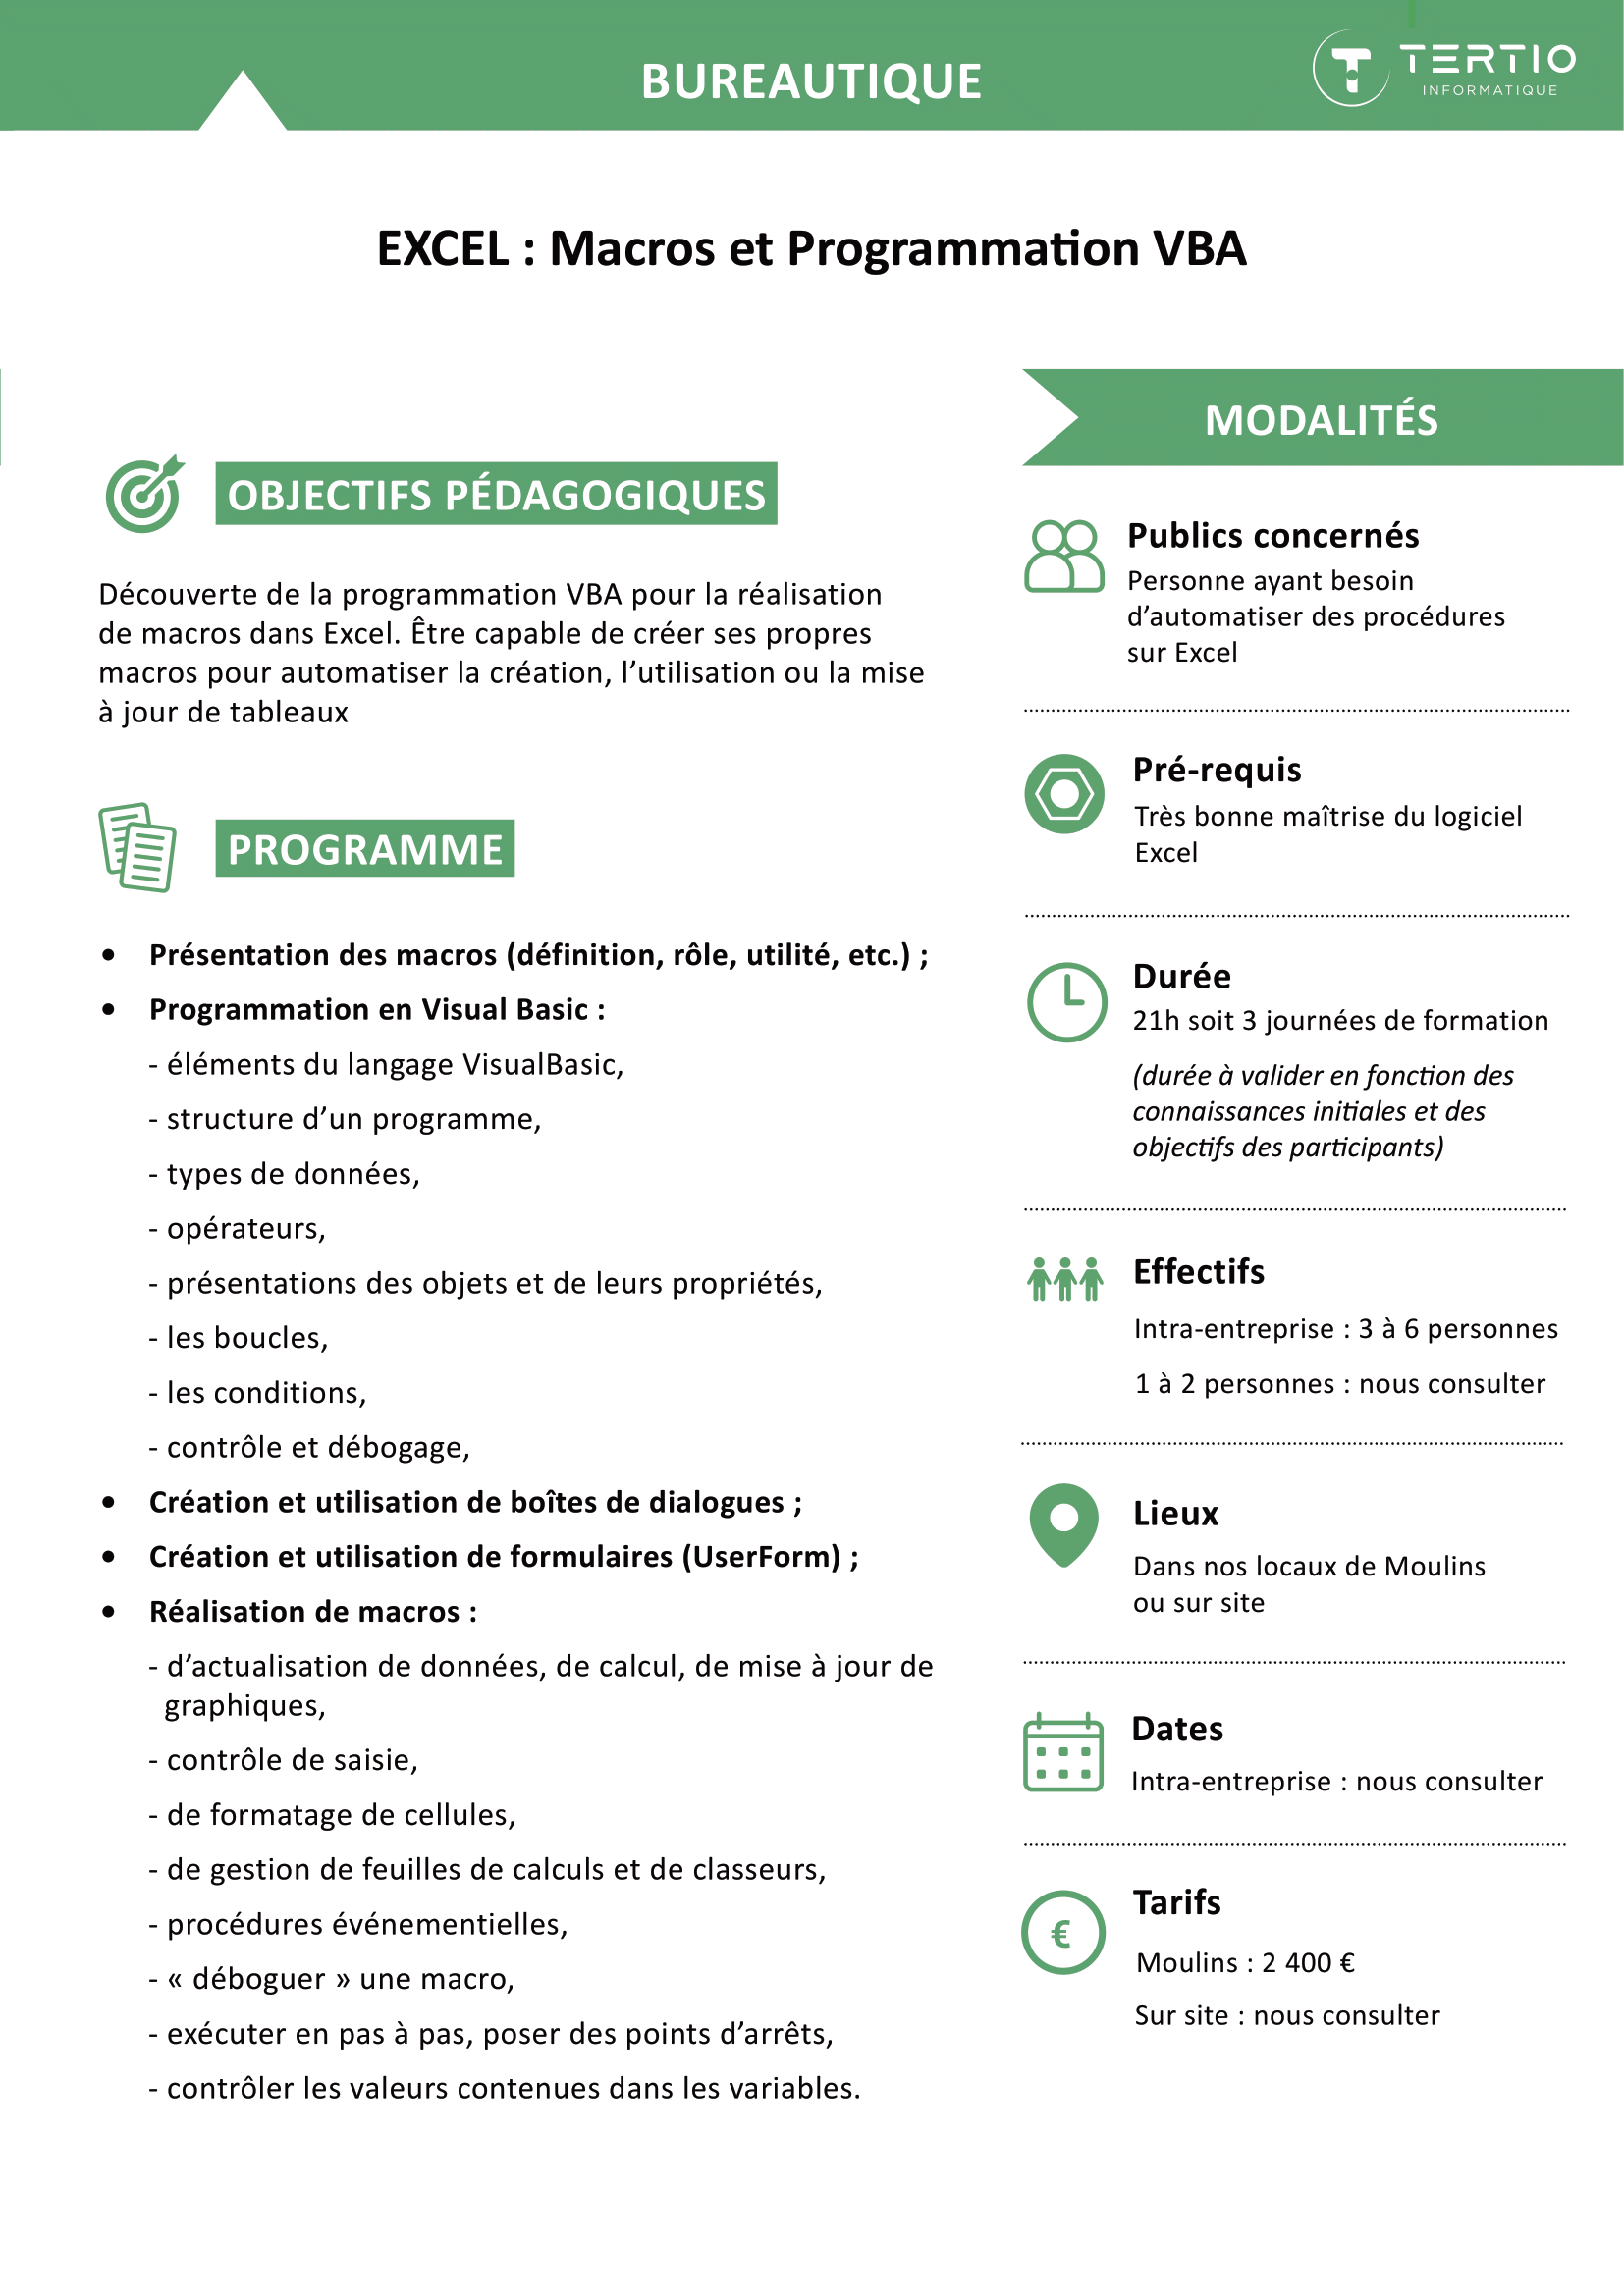 BUREAUTIQUE
TERTIO
INFORMATIQUE
EXCEL : Macros et Programmation VBA
OBJECTIFS PÉDAGOGIQUES
Découverte de la programmation VBA pour la réalisation
de macros dans Excel. Être capable de créer ses propres
macros pour automatiser la création, l’utilisation ou la mise
à jour de tableaux
PROGRAMME
• Présentation des macros (définition, rôle, utilité, etc.) ;
• Programmation en Visual Basic :
- éléments du langage VisualBasic,
- structure d’un programme,
- types de données,
- opérateurs,
- présentations des objets et de leurs propriétés,
- les boucles,
- les conditions,
- contrôle et débogage,
• Création et utilisation de boîtes de dialogues ;
• Création et utilisation de formulaires (UserForm) ;
• Réalisation de macros :
- d’actualisation de données, de calcul, de mise à jour de
graphiques,
- contrôle de saisie,
- de formatage de cellules,
- de gestion de feuilles de calculs et de classeurs,
- procédures événementielles,
- « déboguer » une macro,
- exécuter en pas à pas, poser des points d’arrêts,
- contrôler les valeurs contenues dans les variables.
MODALITÉS
Publics concernés
Personne ayant besoin
d’automatiser des procédures
sur Excel
Pré-requis
Très bonne maîtrise du logiciel
Excel
Durée
21h soit 3 journées de formation
(durée à valider en fonction des
connaissances initiales et des
objectifs des participants)
Effectifs
Intra-entreprise : 3 à 6 personnes
1 à 2 personnes : nous consulter
Lieux
Dans nos locaux de Moulins
ou sur site
Dates
Intra-entreprise : nous consulter
€
Tarifs
Moulins : 2 400 €
Sur site : nous consulter